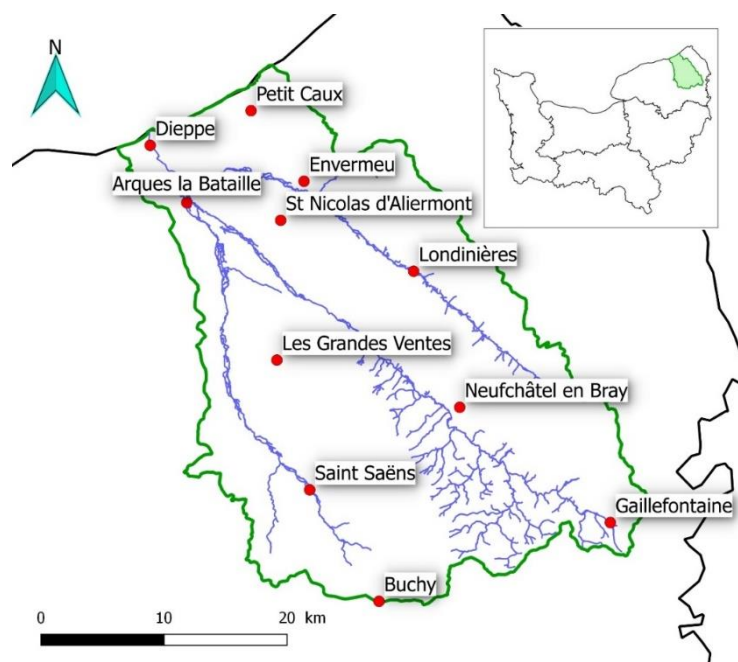 N
Petit Caux
Dieppe
Envermeu
Arques la Bataille
St Nicolas d'Aliermont
Londinières
Les Grandes Ventes
Neufchâtel en Bray
Saint Saëns
Gaillefontaine
Buchy
0 10 20 km